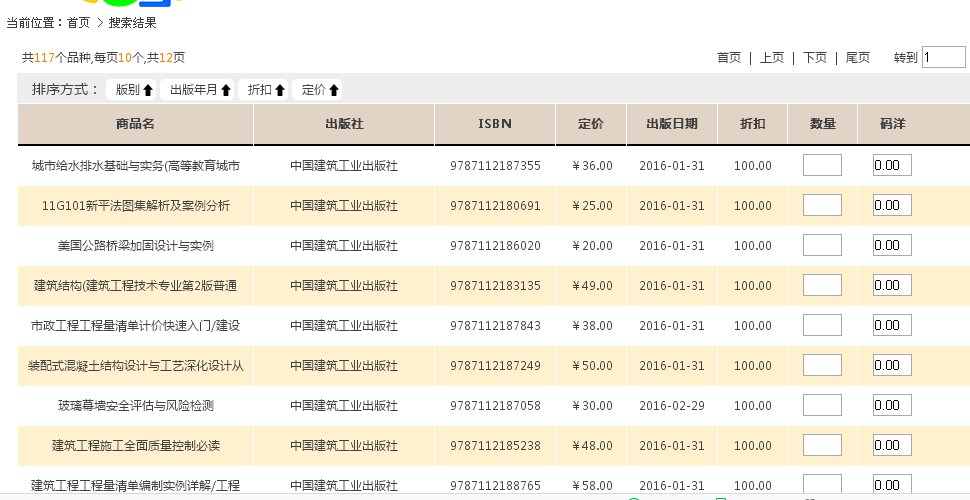 当前位置：首页 > 搜索结果
共117个品种,每页10个,共12页 首页 | 上页 | 下页 | 尾页 转到 1
排序方式： 版别 出版年月 折扣 定价
商品名 出版社 ISBN 定价 出版日期 折扣 数量 码洋
城市给水排水基础与实务(高等教育城市 中国建筑工业出版社 9787112187355 ￥36.00 2016-01-31 100.00 0.00
11G101新平法图集解析及案例分析 中国建筑工业出版社 9787112180691 ￥25.00 2016-01-31 100.00 0.00
美国公路桥梁加固设计与实例 中国建筑工业出版社 9787112186020 ￥20.00 2016-01-31 100.00 0.00
建筑结构(建筑工程技术专业第2版普通 中国建筑工业出版社 9787112183135 ￥49.00 2016-01-31 100.00 0.00
市政工程工程量清单计价快速入门/建设 中国建筑工业出版社 9787112187843 ￥38.00 2016-01-31 100.00 0.00
装配式混凝土结构设计与工艺深化设计从 中国建筑工业出版社 9787112187249 ￥50.00 2016-01-31 100.00 0.00
玻璃幕墙安全评估与风险检测 中国建筑工业出版社 9787112187058 ￥30.00 2016-02-29 100.00 0.00
建筑工程施工全面质量控制必读 中国建筑工业出版社 9787112185238 ￥48.00 2016-01-31 100.00 0.00
建筑工程工程量清单编制实例详解/工程 中国建筑工业出版社 9787112188765 ￥58.00 2016-01-31 100.00 0.00